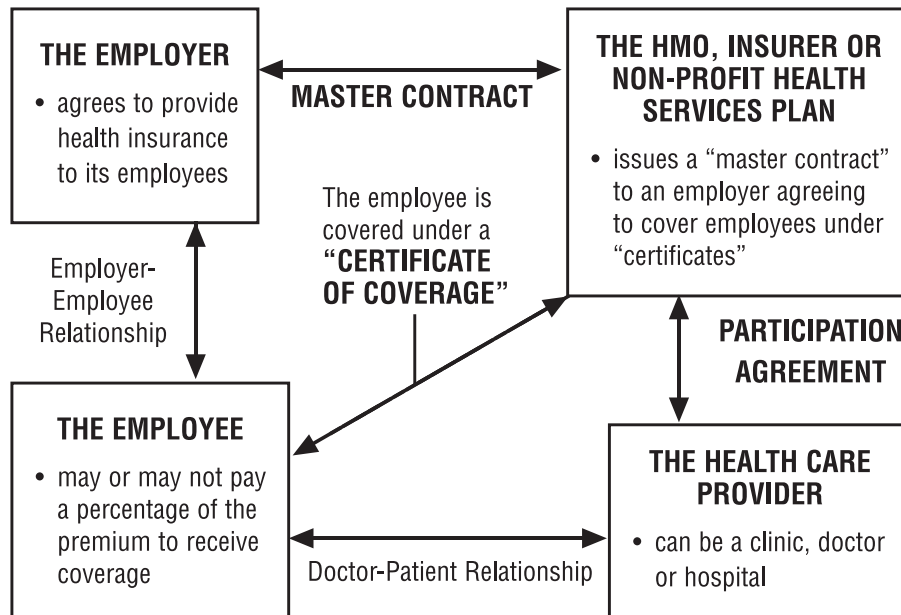 THE EMPLOYER
• agrees to provide
health insurance
to its employees
MASTER CONTRACT
THE HMO, INSURER OR
NON-PROFIT HEALTH
SERVICES PLAN
• issues a “master contract”
to an employer agreeing
to cover employees under
“certificates”
The employee is
covered under a
“CERTIFICATE
OF COVERAGE”
Employer-
Employee
Relationship
PARTICIPATION
AGREEMENT
THE EMPLOYEE
• may or may not pay
a percentage of the
premium to receive
coverage
Doctor-Patient Relationship
THE HEALTH CARE
PROVIDER
• can be a clinic, doctor
or hospital